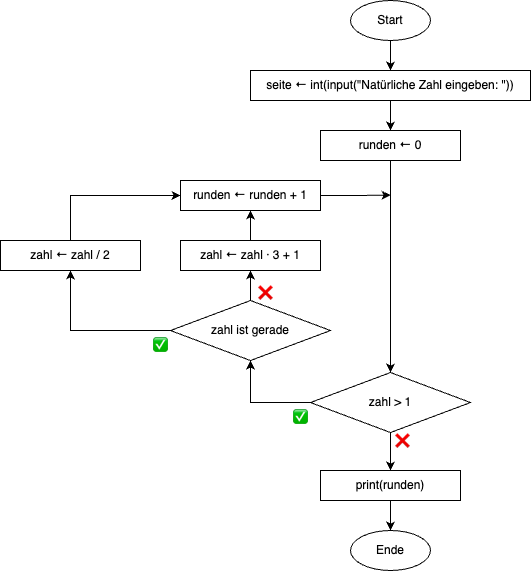 Start
seite ← int(input("Natürliche Zahl eingeben: "))
runden ← 0
runden ← runden + 1
zahl ← zahl / 2
zahl ← zahl · 3 + 1
zahl ist gerade
zahl > 1
print(runden)
Ende